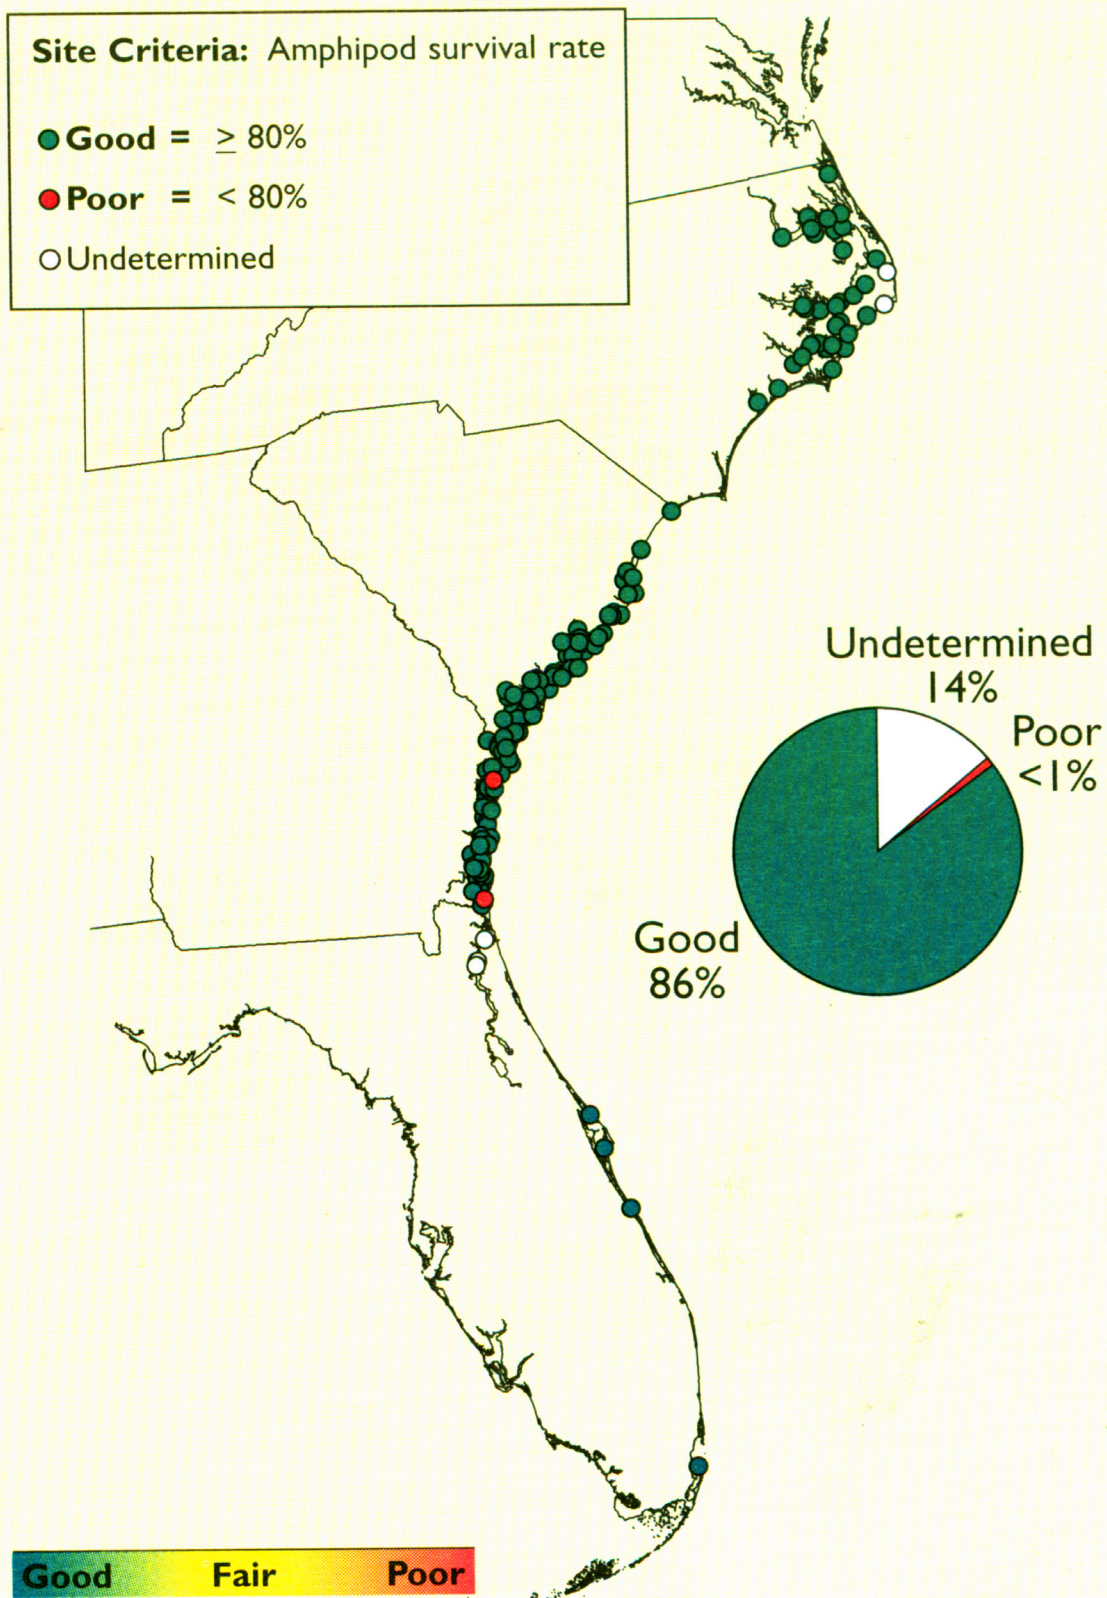 Site Criteria: Amphipod survival rate
Good = ≥ 80%
Poor = < 80%
Undetermined
Undetermined
14%
Poor
<1%
Good
86%
Good Fair Poor